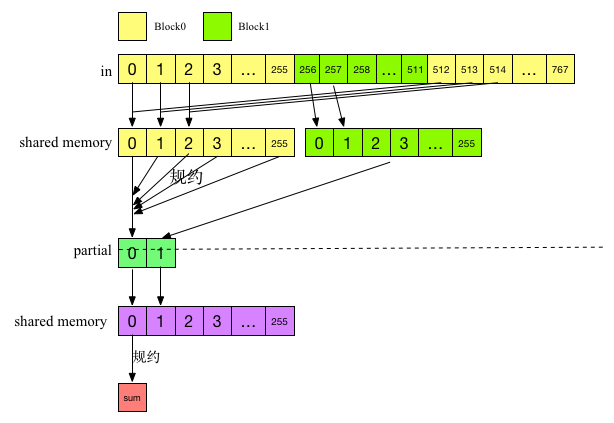 Block0 Block1
in 0 1 2 3 ... 255 256 257 258 ... 511 512 513 514 ... 767
shared memory 0 1 2 3 ... 255 0 1 2 3 ... 255
规约
partial 0 1
shared memory 0 1 2 3 ... 255
规约
sum